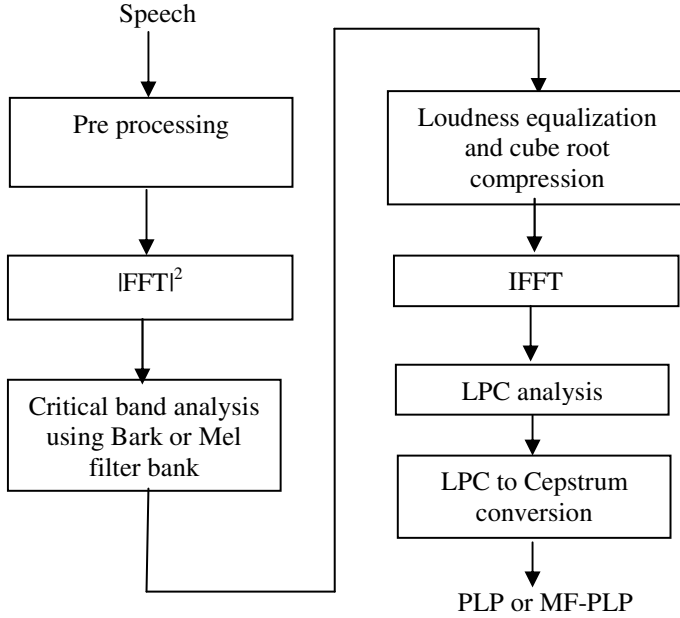 Speech
Pre processing
|FFT|²
Critical band analysis
using Bark or Mel
filter bank
Loudness equalization
and cube root
compression
IFFT
LPC analysis
LPC to Cepstrum
conversion
PLP or MF-PLP